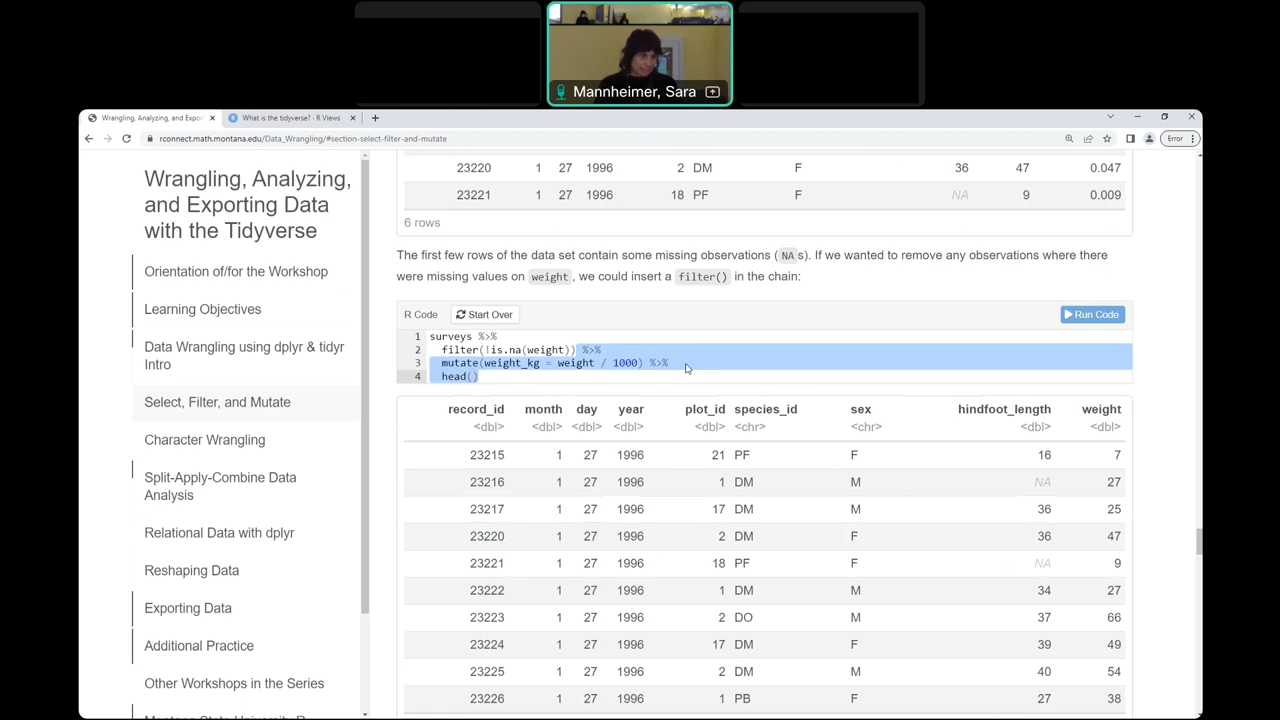 Mannheimer, Sara
Wrangling, Analyzing, and Expor
What is the tidyverse? · R Views
rconnect.math.montana.edu/Data_Wrangling/#section-select-filter-and-mutate
Error
Wrangling, Analyzing,
and Exporting Data
with the Tidyverse
Orientation of/for the Workshop
Learning Objectives
Data Wrangling using dplyr & tidyr
Intro
Select, Filter, and Mutate
Character Wrangling
Split-Apply-Combine Data
Analysis
Relational Data with dplyr
Reshaping Data
Exporting Data
Additional Practice
Other Workshops in the Series
23220 1 27 1996 2 DM F 36 47 0.047
23221 1 27 1996 18 PF F NA 9 0.009
6 rows
The first few rows of the data set contain some missing observations ( NA s). If we wanted to remove any observations where there
were missing values on weight , we could insert a filter() in the chain:
R Code Start Over Run Code
1 surveys %>%
2 filter(!is.na(weight)) %>%
3 mutate(weight_kg = weight / 1000) %>%
4 head()
record_id month day year plot_id species_id sex hindfoot_length weight
<dbl> <dbl> <dbl> <dbl> <dbl> <chr> <chr> <dbl> <dbl>
23215 1 27 1996 21 PF F 16 7
23216 1 27 1996 1 DM M NA 27
23217 1 27 1996 17 DM M 36 25
23220 1 27 1996 2 DM F 36 47
23221 1 27 1996 18 PF F NA 9
23222 1 27 1996 1 DM M 34 27
23223 1 27 1996 2 DO M 37 66
23224 1 27 1996 17 DM F 39 49
23225 1 27 1996 2 DM M 40 54
23226 1 27 1996 1 PB F 27 38